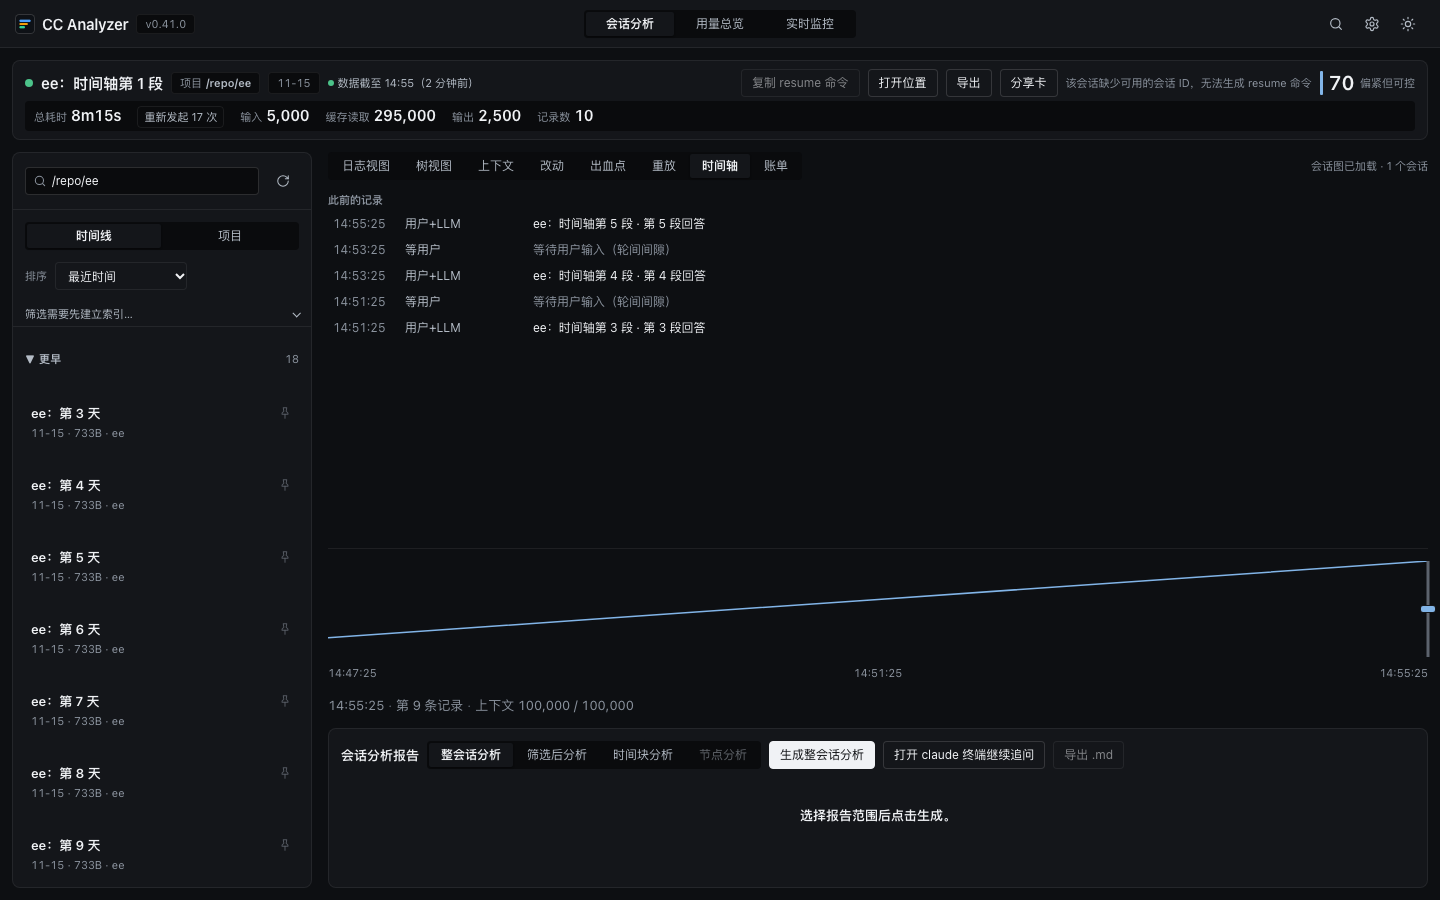 CC Analyzer v0.41.0 会话分析 用量总览 实时监控
ee：时间轴第 1 段 项目 /repo/ee 11-15 数据截至 14:55（2 分钟前） 复制 resume 命令 打开位置 导出 分享卡 该会话缺少可用的会话 ID，无法生成 resume 命令 70 偏紧但可控
总耗时 8m15s 重新发起 17 次 输入 5,000 缓存读取 295,000 输出 2,500 记录数 10
/repo/ee
时间线 项目
排序 最近时间
筛选需要先建立索引...
▼ 更早 18
ee：第 3 天
11-15 · 733B · ee
ee：第 4 天
11-15 · 733B · ee
ee：第 5 天
11-15 · 733B · ee
ee：第 6 天
11-15 · 733B · ee
ee：第 7 天
11-15 · 733B · ee
ee：第 8 天
11-15 · 733B · ee
ee：第 9 天
11-15 · 733B · ee
日志视图 树视图 上下文 改动 出血点 重放 时间轴 账单 会话图已加载 · 1 个会话
此前的记录
14:55:25 用户+LLM ee：时间轴第 5 段 · 第 5 段回答
14:53:25 等用户 等待用户输入（轮间间隙）
14:53:25 用户+LLM ee：时间轴第 4 段 · 第 4 段回答
14:51:25 等用户 等待用户输入（轮间间隙）
14:51:25 用户+LLM ee：时间轴第 3 段 · 第 3 段回答
14:47:25 14:51:25 14:55:25
14:55:25 · 第 9 条记录 · 上下文 100,000 / 100,000
会话分析报告 整会话分析 筛选后分析 时间块分析 节点分析 生成整会话分析 打开 claude 终端继续追问 导出 .md
选择报告范围后点击生成。